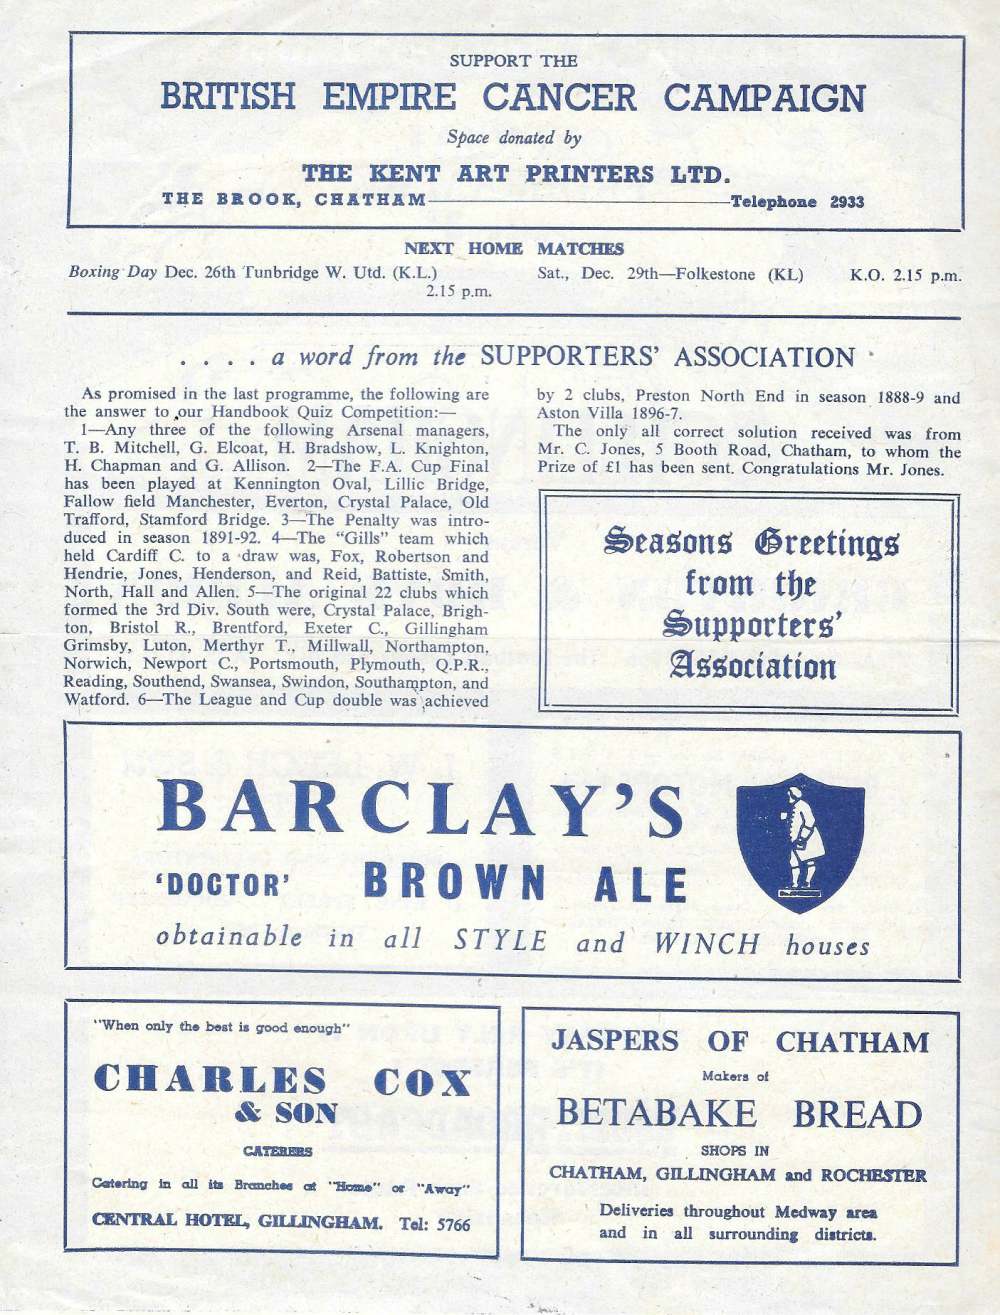 SUPPORT THE
BRITISH EMPIRE CANCER CAMPAIGN
Space donated by
THE KENT ART PRINTERS LTD.
THE BROOK, CHATHAM—Telephone 2933
NEXT HOME MATCHES
Boxing Day Dec. 26th Tunbridge W. Utd. (K.L.) Sat., Dec. 29th—Folkestone (KL) K.O. 2.15 p.m.
2.15 p.m.
. . . . a word from the SUPPORTERS' ASSOCIATION
As promised in the last programme, the following are
the answer to our Handbook Quiz Competition:—
1—Any three of the following Arsenal managers,
T. B. Mitchell, G. Elcoat, H. Bradshow, L. Knighton,
H. Chapman and G. Allison. 2—The F.A. Cup Final
has been played at Kennington Oval, Lillic Bridge,
Fallow field Manchester, Everton, Crystal Palace, Old
Trafford, Stamford Bridge. 3—The Penalty was intro-
duced in season 1891-92. 4—The “Gills” team which
held Cardiff C. to a draw was, Fox, Robertson and
Hendrie, Jones, Henderson, and Reid, Battiste, Smith,
North, Hall and Allen. 5—The original 22 clubs which
formed the 3rd Div. South were, Crystal Palace, Brigh-
ton, Bristol R., Brentford, Exeter C., Gillingham
Grimsby, Luton, Merthyr T., Millwall, Northampton,
Norwich, Newport C., Portsmouth, Plymouth, Q.P.R.,
Reading, Southend, Swansea, Swindon, Southampton, and
Watford. 6—The League and Cup double was achieved
by 2 clubs, Preston North End in season 1888-9 and
Aston Villa 1896-7.
The only all correct solution received was from
Mr. C. Jones, 5 Booth Road, Chatham, to whom the
Prize of £1 has been sent. Congratulations Mr. Jones.
Seasons Greetings
from the
Supporters'
Association
BARCLAY'S
‘DOCTOR’ BROWN ALE
obtainable in all STYLE and WINCH houses
"When only the best is good enough"
CHARLES COX
& SON
CATERERS
Catering in all its Branches at "Home" or "Away"
CENTRAL HOTEL, GILLINGHAM. Tel: 5766
JASPERS OF CHATHAM
Makers of
BETABAKE BREAD
SHOPS IN
CHATHAM, GILLINGHAM and ROCHESTER
Deliveries throughout Medway area
and in all surrounding districts.